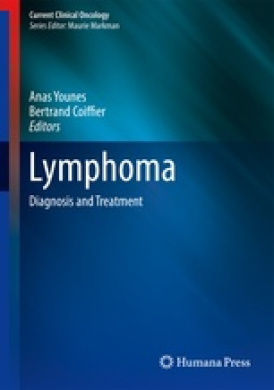 Current Clinical Oncology
Series Editor: Maurie Markman
Anas Younes
Bertrand Coiffier
Editors
Lymphoma
Diagnosis and Treatment
Humana Press